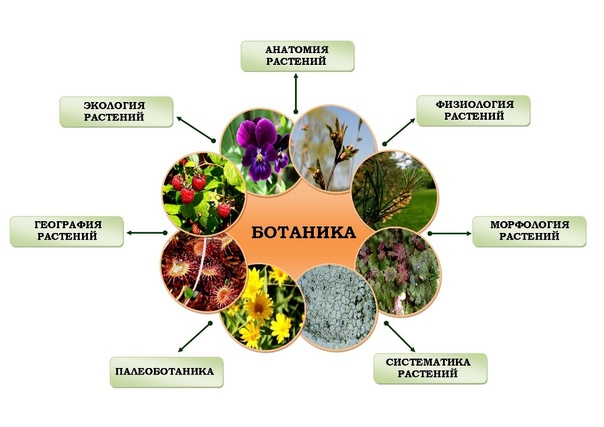 АНАТОМИЯ
РАСТЕНИЙ
ЭКОЛОГИЯ
РАСТЕНИЙ
ФИЗИОЛОГИЯ
РАСТЕНИЙ
ГЕОГРАФИЯ
РАСТЕНИЙ
БОТАНИКА
МОРФОЛОГИЯ
РАСТЕНИЙ
ПАЛЕОБОТАНИКА
СИСТЕМАТИКА
РАСТЕНИЙ